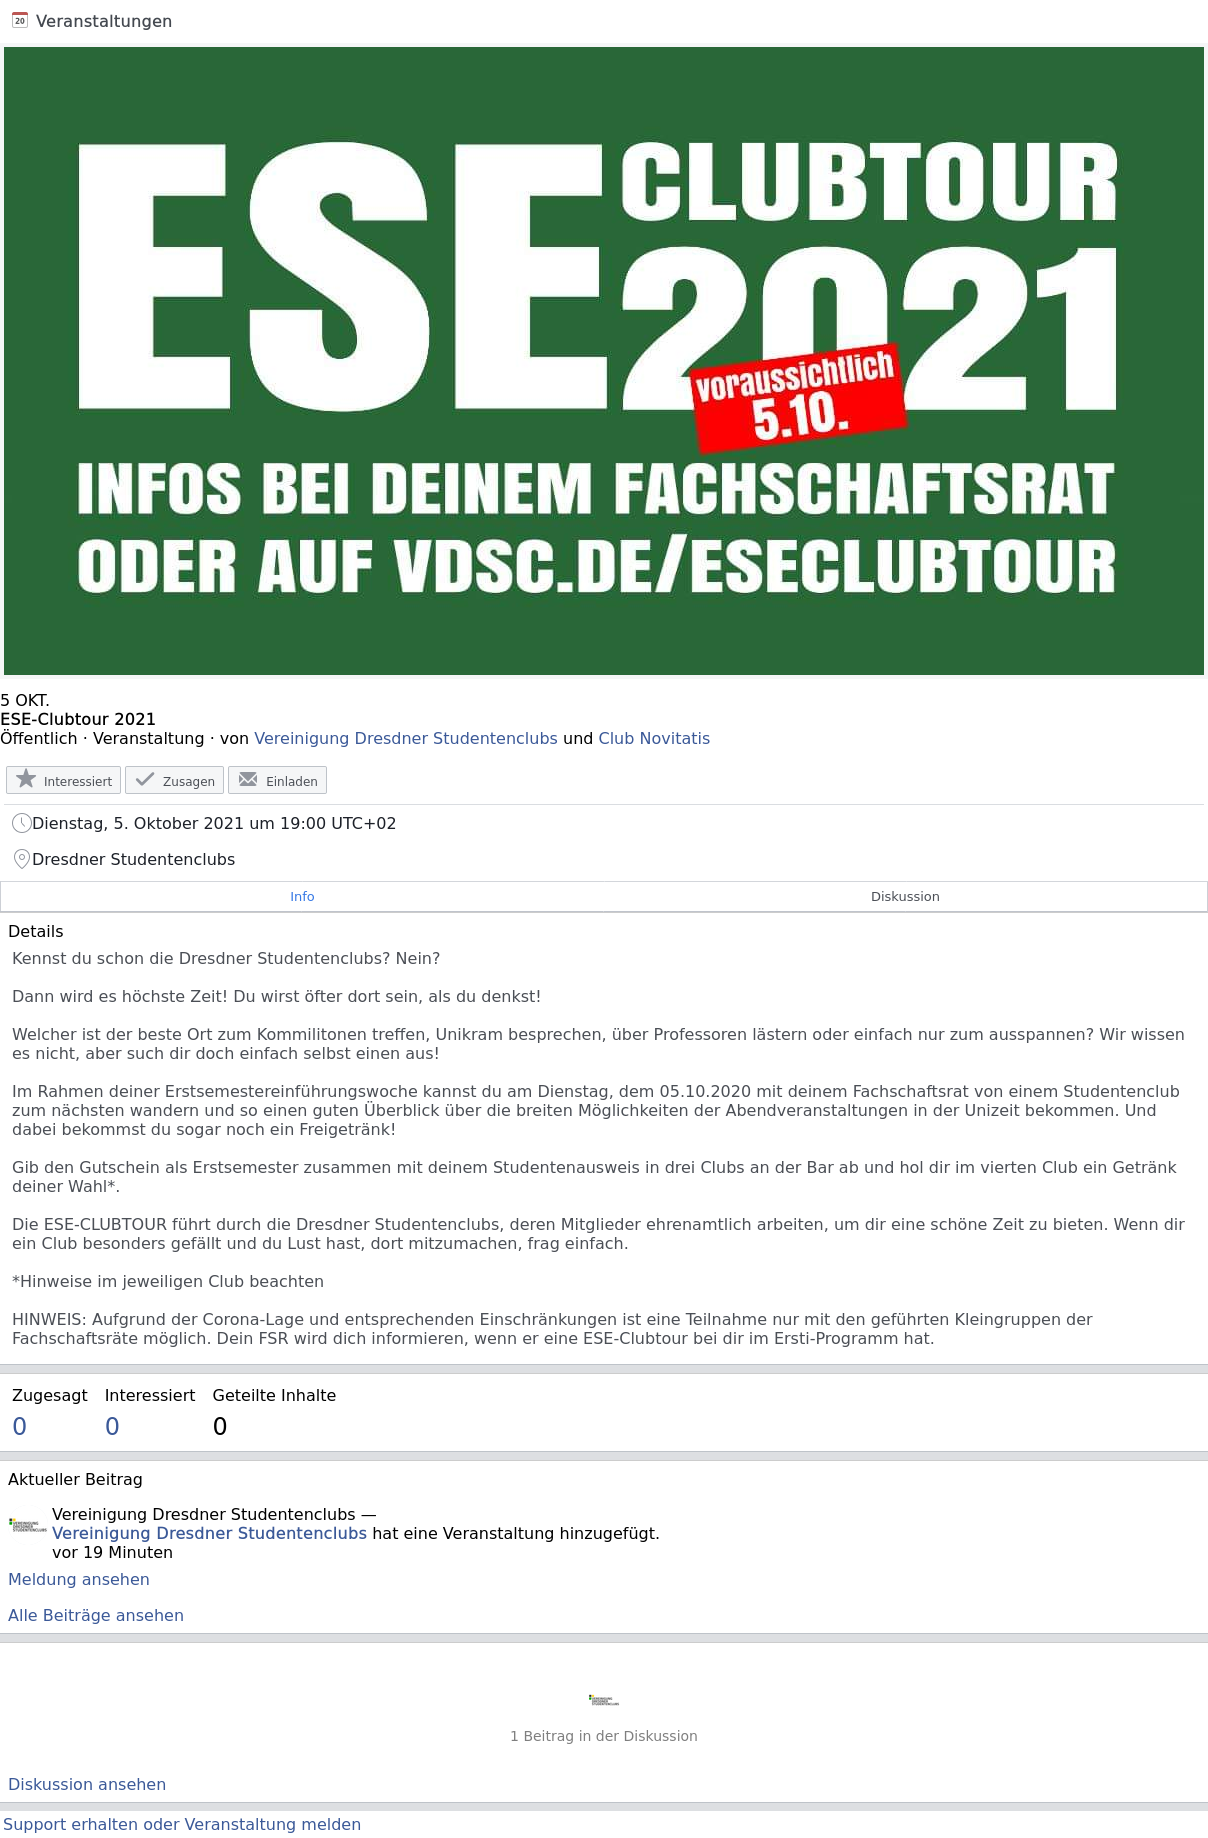 20 Veranstaltungen
ESE CLUBTOUR
2021
voraussichtlich
5.10.
INFOS BEI DEINEM FACHSCHAFTSRAT
ODER AUF VDSC.DE/ESECLUBTOUR
5 OKT.
ESE-Clubtour 2021
Öffentlich · Veranstaltung · von Vereinigung Dresdner Studentenclubs und Club Novitatis
Interessiert Zusagen Einladen
Dienstag, 5. Oktober 2021 um 19:00 UTC+02
Dresdner Studentenclubs
Info Diskussion
Details
Kennst du schon die Dresdner Studentenclubs? Nein?
Dann wird es höchste Zeit! Du wirst öfter dort sein, als du denkst!
Welcher ist der beste Ort zum Kommilitonen treffen, Unikram besprechen, über Professoren lästern oder einfach nur zum ausspannen? Wir wissen
es nicht, aber such dir doch einfach selbst einen aus!
Im Rahmen deiner Erstsemestereinführungswoche kannst du am Dienstag, dem 05.10.2020 mit deinem Fachschaftsrat von einem Studentenclub
zum nächsten wandern und so einen guten Überblick über die breiten Möglichkeiten der Abendveranstaltungen in der Unizeit bekommen. Und
dabei bekommst du sogar noch ein Freigetränk!
Gib den Gutschein als Erstsemester zusammen mit deinem Studentenausweis in drei Clubs an der Bar ab und hol dir im vierten Club ein Getränk
deiner Wahl*.
Die ESE-CLUBTOUR führt durch die Dresdner Studentenclubs, deren Mitglieder ehrenamtlich arbeiten, um dir eine schöne Zeit zu bieten. Wenn dir
ein Club besonders gefällt und du Lust hast, dort mitzumachen, frag einfach.
*Hinweise im jeweiligen Club beachten
HINWEIS: Aufgrund der Corona-Lage und entsprechenden Einschränkungen ist eine Teilnahme nur mit den geführten Kleingruppen der
Fachschaftsräte möglich. Dein FSR wird dich informieren, wenn er eine ESE-Clubtour bei dir im Ersti-Programm hat.
Zugesagt Interessiert Geteilte Inhalte
0 0 0
Aktueller Beitrag
VEREINIGUNG
DRESDNER
STUDENTENCLUBS
Vereinigung Dresdner Studentenclubs —
Vereinigung Dresdner Studentenclubs hat eine Veranstaltung hinzugefügt.
vor 19 Minuten
Meldung ansehen
Alle Beiträge ansehen
VEREINIGUNG
DRESDNER
STUDENTENCLUBS
1 Beitrag in der Diskussion
Diskussion ansehen
Support erhalten oder Veranstaltung melden